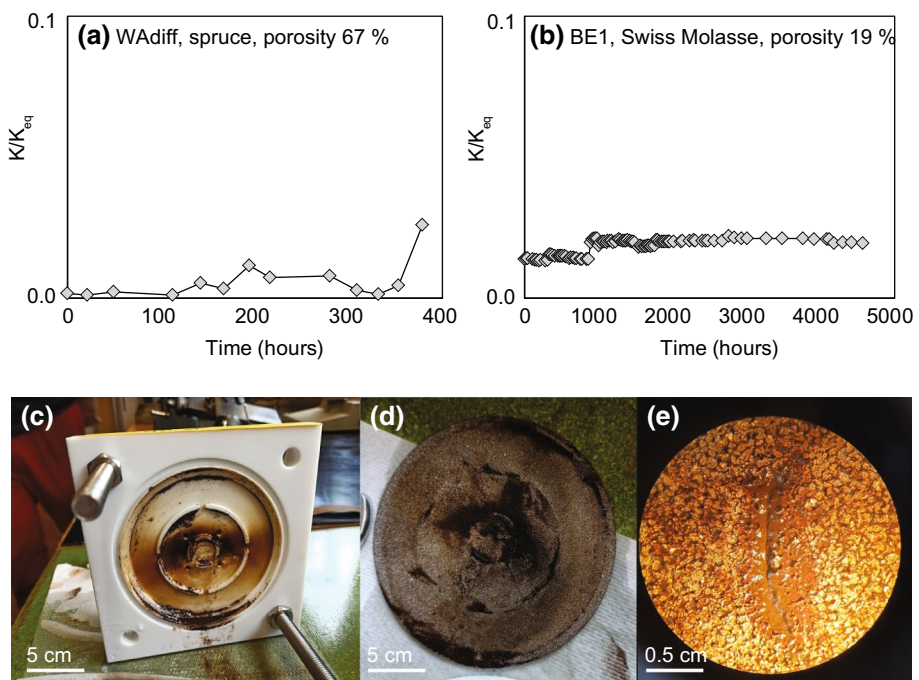 (a) WAdiff, spruce, porosity 67 %
0.1
K/Keq
0.0
0 100 200 300 400
Time (hours)
(b) BE1, Swiss Molasse, porosity 19 %
0.1
K/Keq
0.0
0 1000 2000 3000 4000 5000
Time (hours)
(c)
5 cm
(d)
5 cm
(e)
0.5 cm